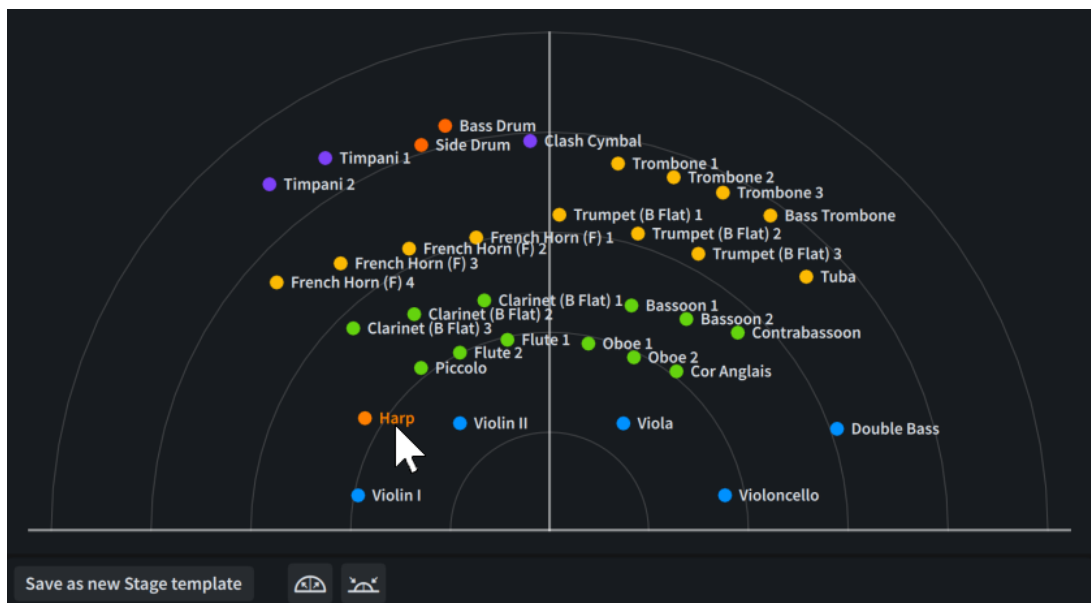 Bass Drum
Clash Cymbal
Side Drum
Timpani 1
Trombone 1
Trombone 2
Timpani 2
Trombone 3
Trumpet (B Flat) 1
Bass Trombone
Trumpet (B Flat) 2
French Horn (F) 1
French Horn (F) 2
Trumpet (B Flat) 3
French Horn (F) 3
Tuba
French Horn (F) 4
Clarinet (B Flat) 1
Bassoon 1
Clarinet (B Flat) 2
Bassoon 2
Clarinet (B Flat) 3
Contrabassoon
Flute 1
Oboe 1
Flute 2
Oboe 2
Piccolo
Cor Anglais
Harp
Violin II
Viola
Double Bass
Violin I
Violoncello
Save as new Stage template